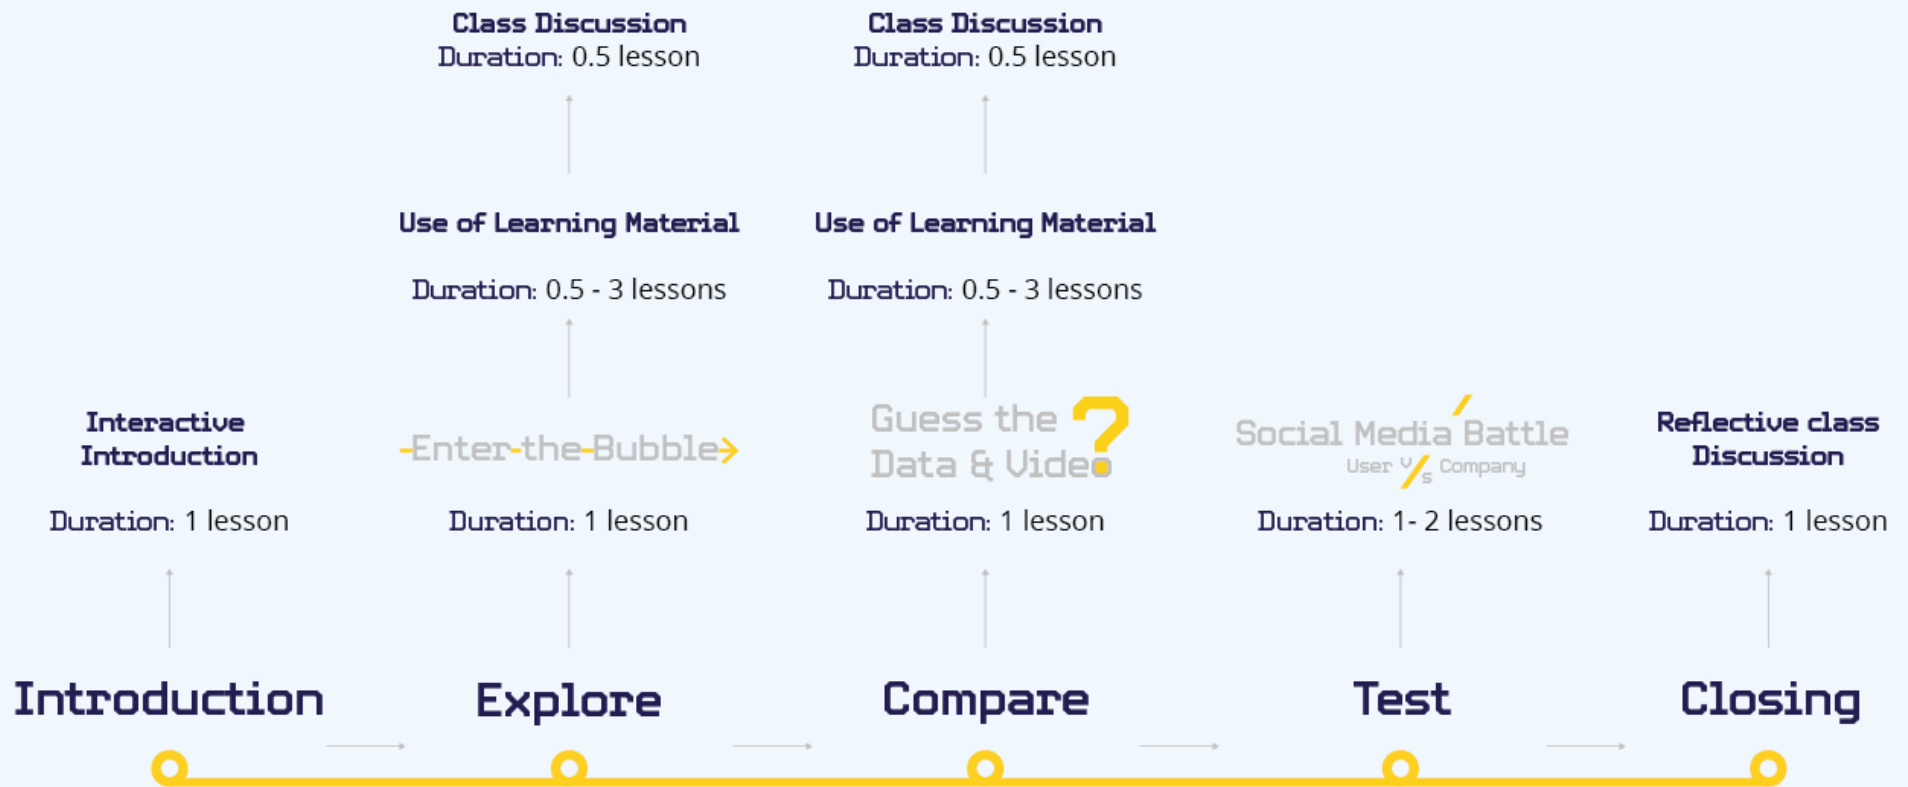 Class Discussion
Duration: 0.5 lesson
Class Discussion
Duration: 0.5 lesson
Use of Learning Material
Duration: 0.5 - 3 lessons
Use of Learning Material
Duration: 0.5 - 3 lessons
Interactive
Introduction
Duration: 1 lesson
Enter-the-Bubble
Duration: 1 lesson
Guess the
Data & Video?
Duration: 1 lesson
Social Media Battle
User V/s Company
Duration: 1- 2 lessons
Reflective class
Discussion
Duration: 1 lesson
Introduction
Explore
Compare
Test
Closing